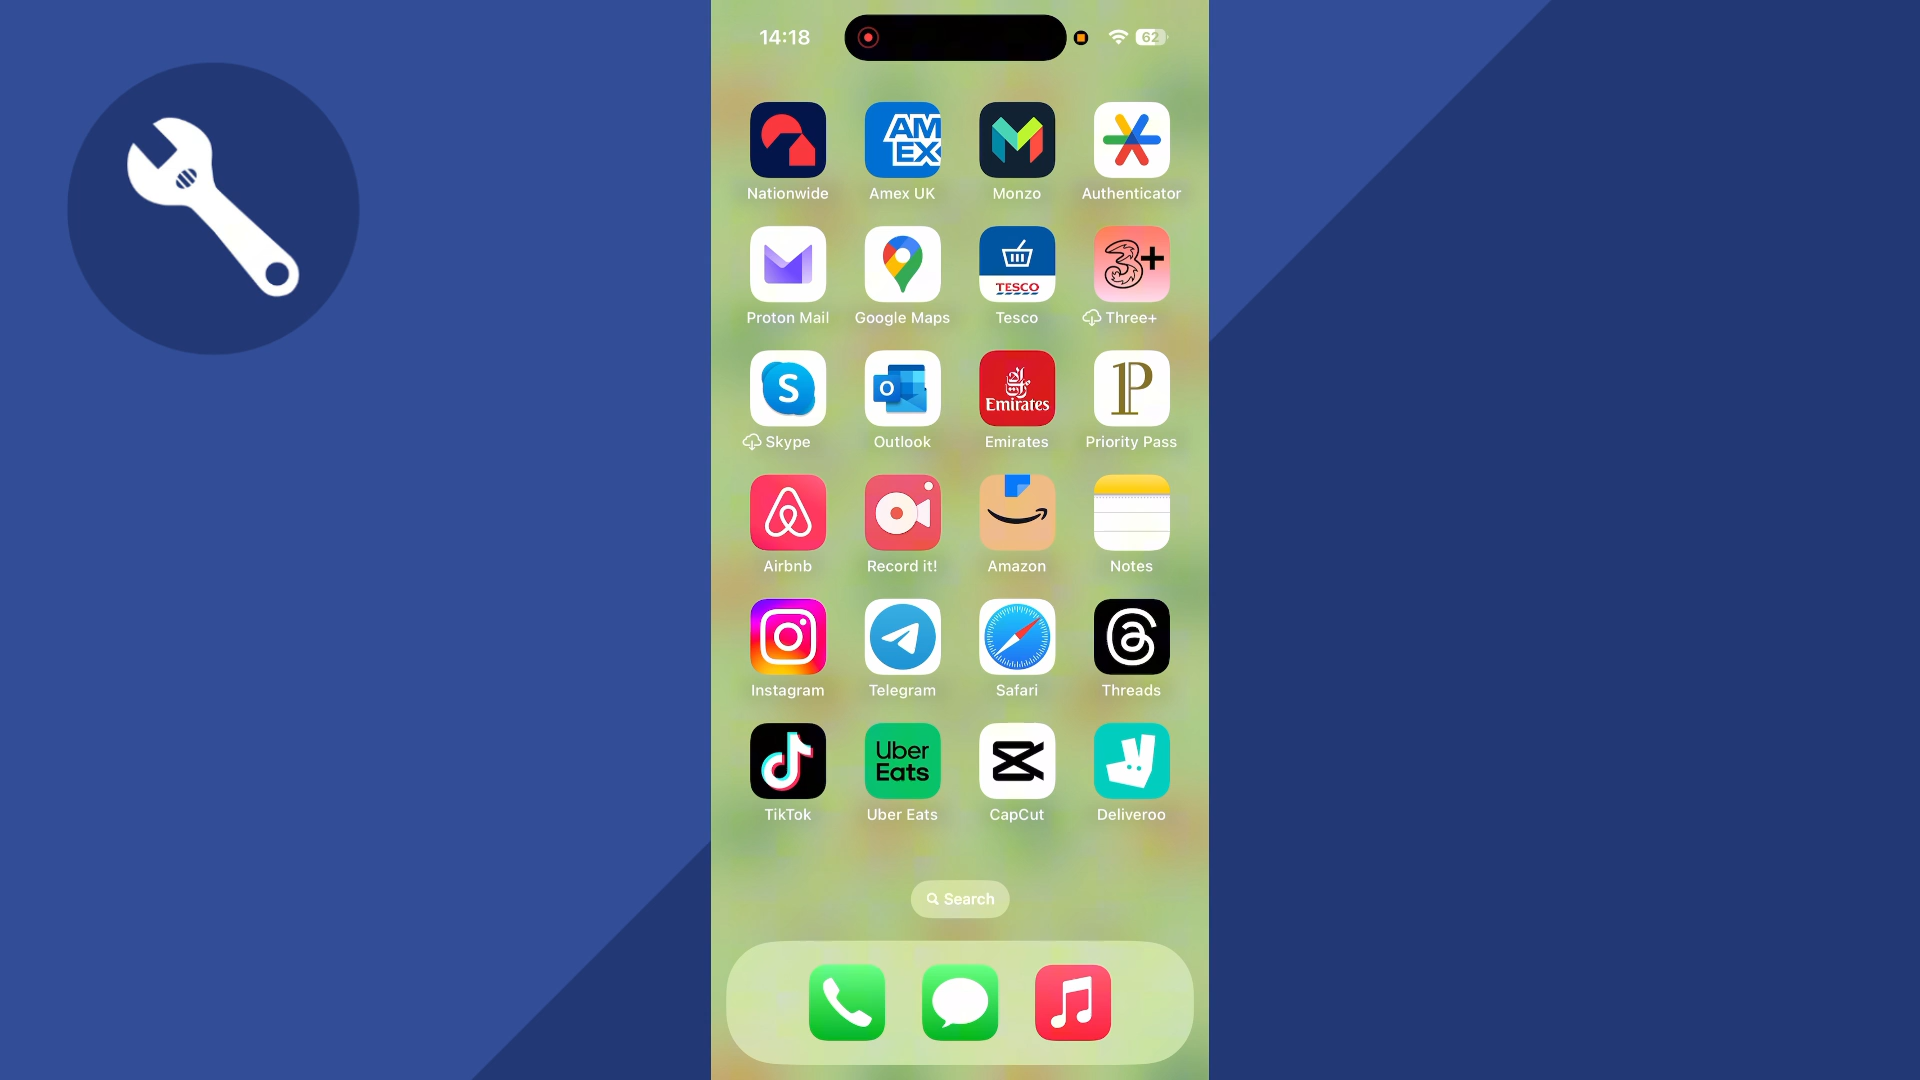 14:18
62
AM
EX
Nationwide
Amex UK
Monzo
Authenticator
TESCO
3+
Proton Mail
Google Maps
Tesco
Three+
S
O
Emirates
P
Skype
Outlook
Emirates
Priority Pass
Airbnb
Record it!
Amazon
Notes
Instagram
Telegram
Safari
Threads
Uber
Eats
TikTok
Uber Eats
CapCut
Deliveroo
Search